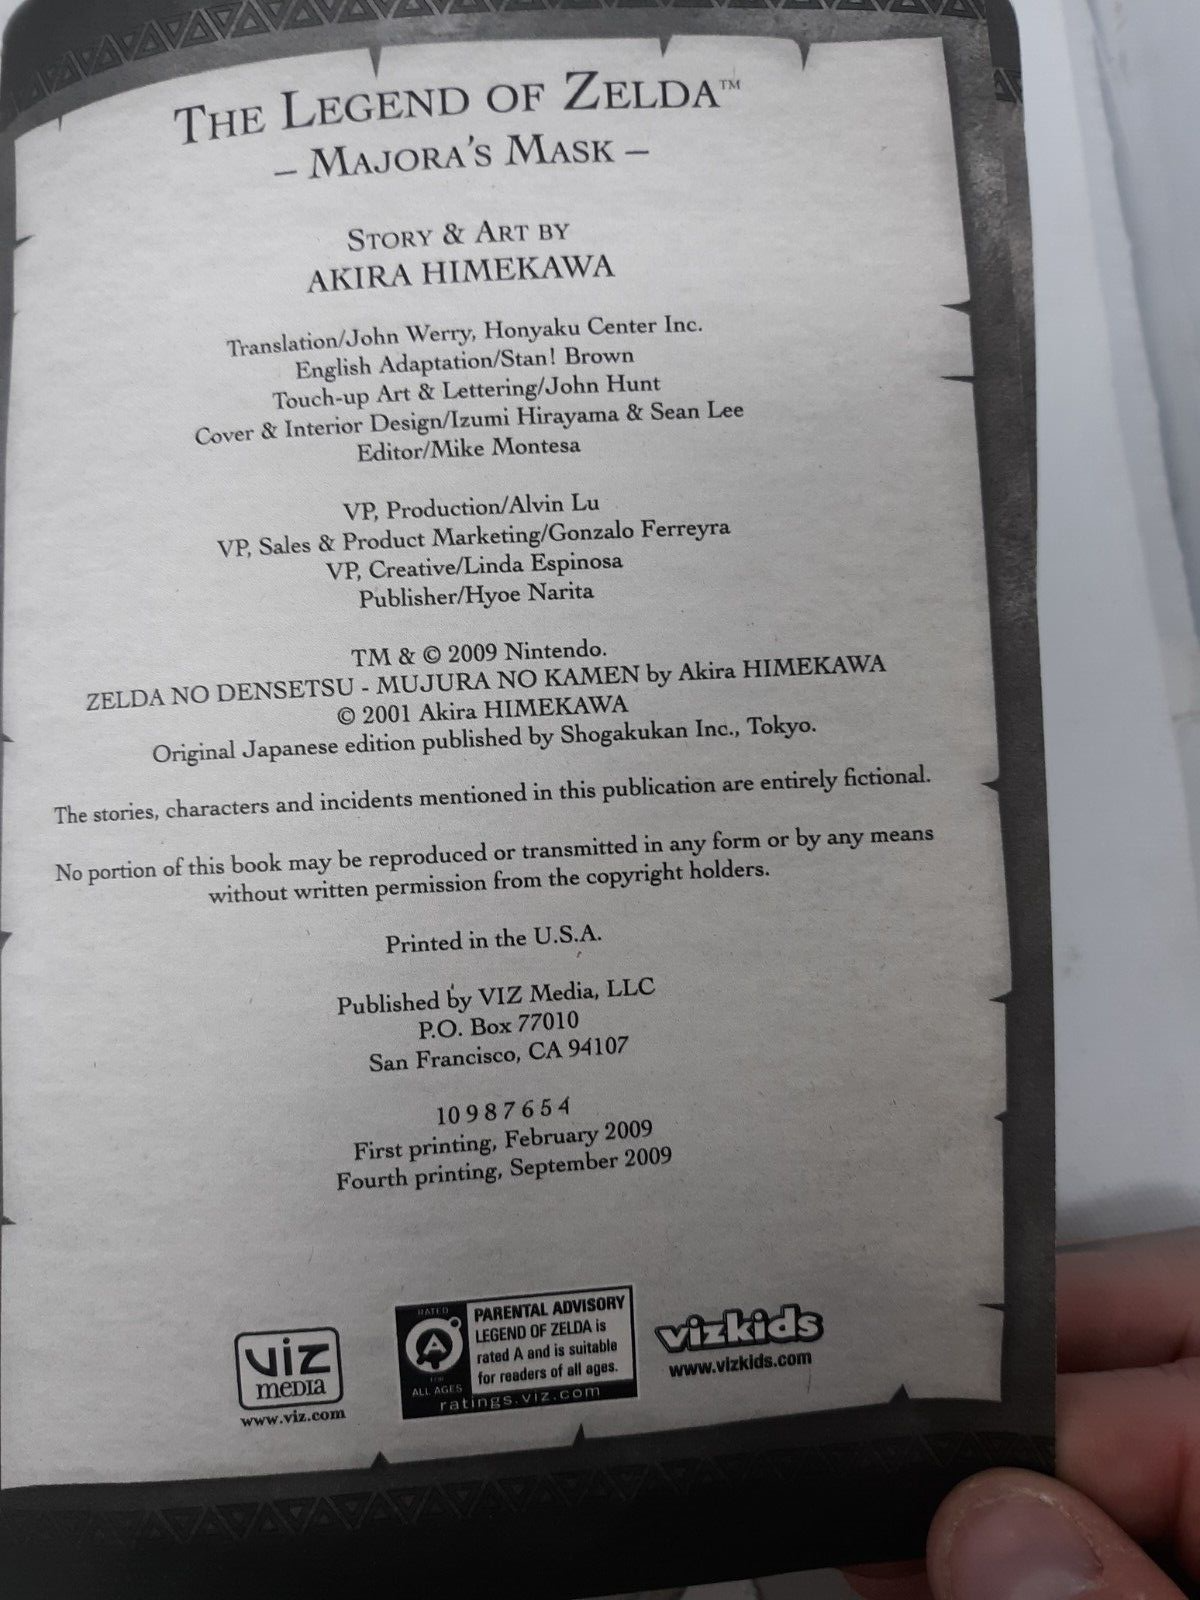 THE LEGEND OF ZELDA™
– MAJORA'S MASK –
STORY & ART BY
AKIRA HIMEKAWA
Translation/John Werry, Honyaku Center Inc.
English Adaptation/Stan! Brown
Touch-up Art & Lettering/John Hunt
Cover & Interior Design/Izumi Hirayama & Sean Lee
Editor/Mike Montesa
VP, Production/Alvin Lu
VP, Sales & Product Marketing/Gonzalo Ferreyra
VP, Creative/Linda Espinosa
Publisher/Hyoe Narita
TM & © 2009 Nintendo.
ZELDA NO DENSETSU - MUJURA NO KAMEN by Akira HIMEKAWA
© 2001 Akira HIMEKAWA
Original Japanese edition published by Shogakukan Inc., Tokyo.
The stories, characters and incidents mentioned in this publication are entirely fictional.
No portion of this book may be reproduced or transmitted in any form or by any means
without written permission from the copyright holders.
Printed in the U.S.A.
Published by VIZ Media, LLC
P.O. Box 77010
San Francisco, CA 94107
10 9 8 7 6 5 4
First printing, February 2009
Fourth printing, September 2009
viz
media
www.viz.com
RATED
A
FOR
ALL AGES
PARENTAL ADVISORY
LEGEND OF ZELDA is
rated A and is suitable
for readers of all ages.
ratings.viz.com
vizkids
www.vizkids.com